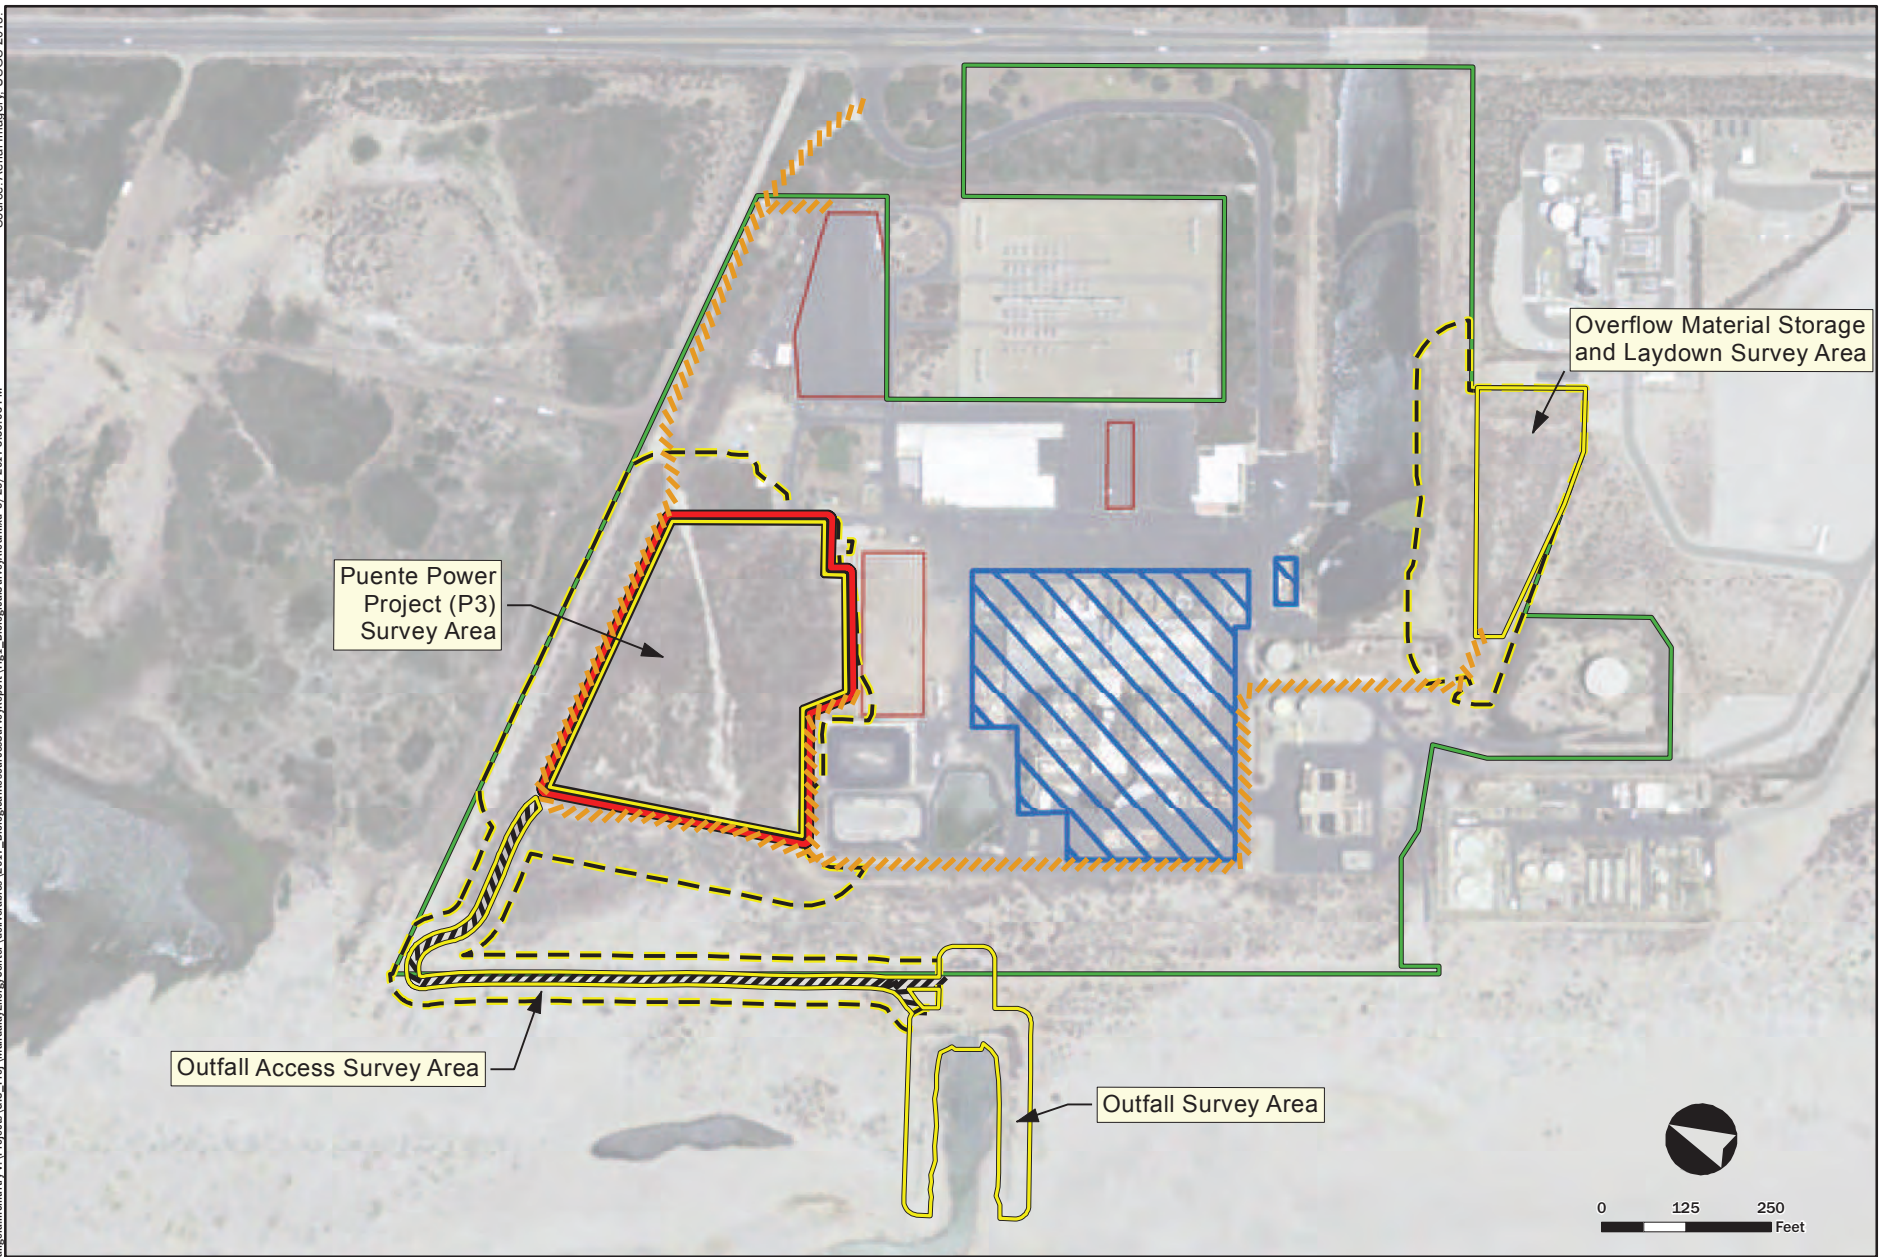 Overflow Material Storage
and Laydown Survey Area
Puente Power
Project (P3)
Survey Area
Outfall Access Survey Area
Outfall Survey Area
0 125 250
Feet